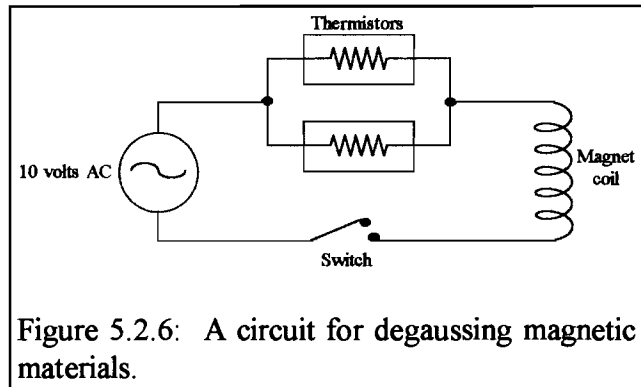 Thermistors
10 volts AC
Magnet
coil
Switch
Figure 5.2.6: A circuit for degaussing magnetic
materials.